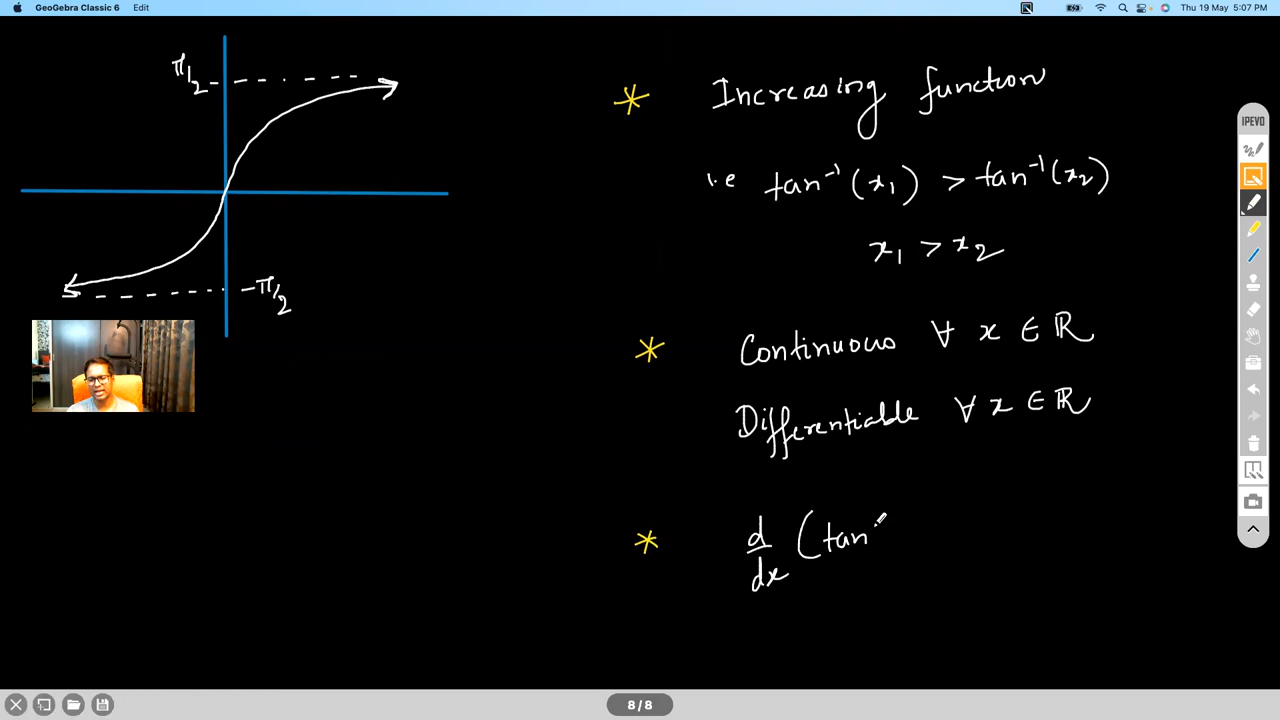 GeoGebra Classic 6 Edit Thu 19 May 5:07 PM
π/2
-π/2
* Increasing function
i.e tan⁻¹(x₁) > tan⁻¹(x₂)
x₁ > x₂
* Continuous ∀ x ∈ ℝ
Differentiable ∀ x ∈ ℝ
* d/dx (tan
IPEVO
8/8